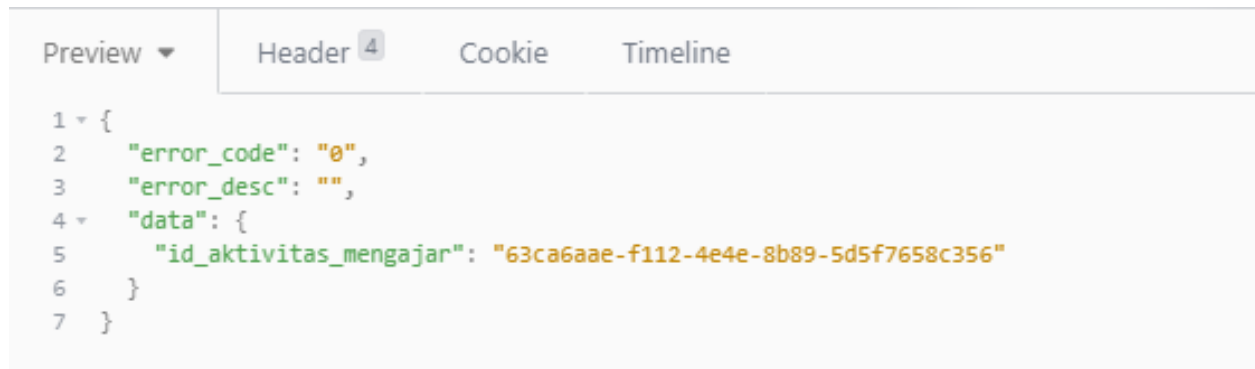 Preview Header 4 Cookie Timeline
1 {
2 "error_code": "0",
3 "error_desc": "",
4 "data": {
5 "id_aktivitas_mengajar": "63ca6aae-f112-4e4e-8b89-5d5f7658c356"
6 }
7 }